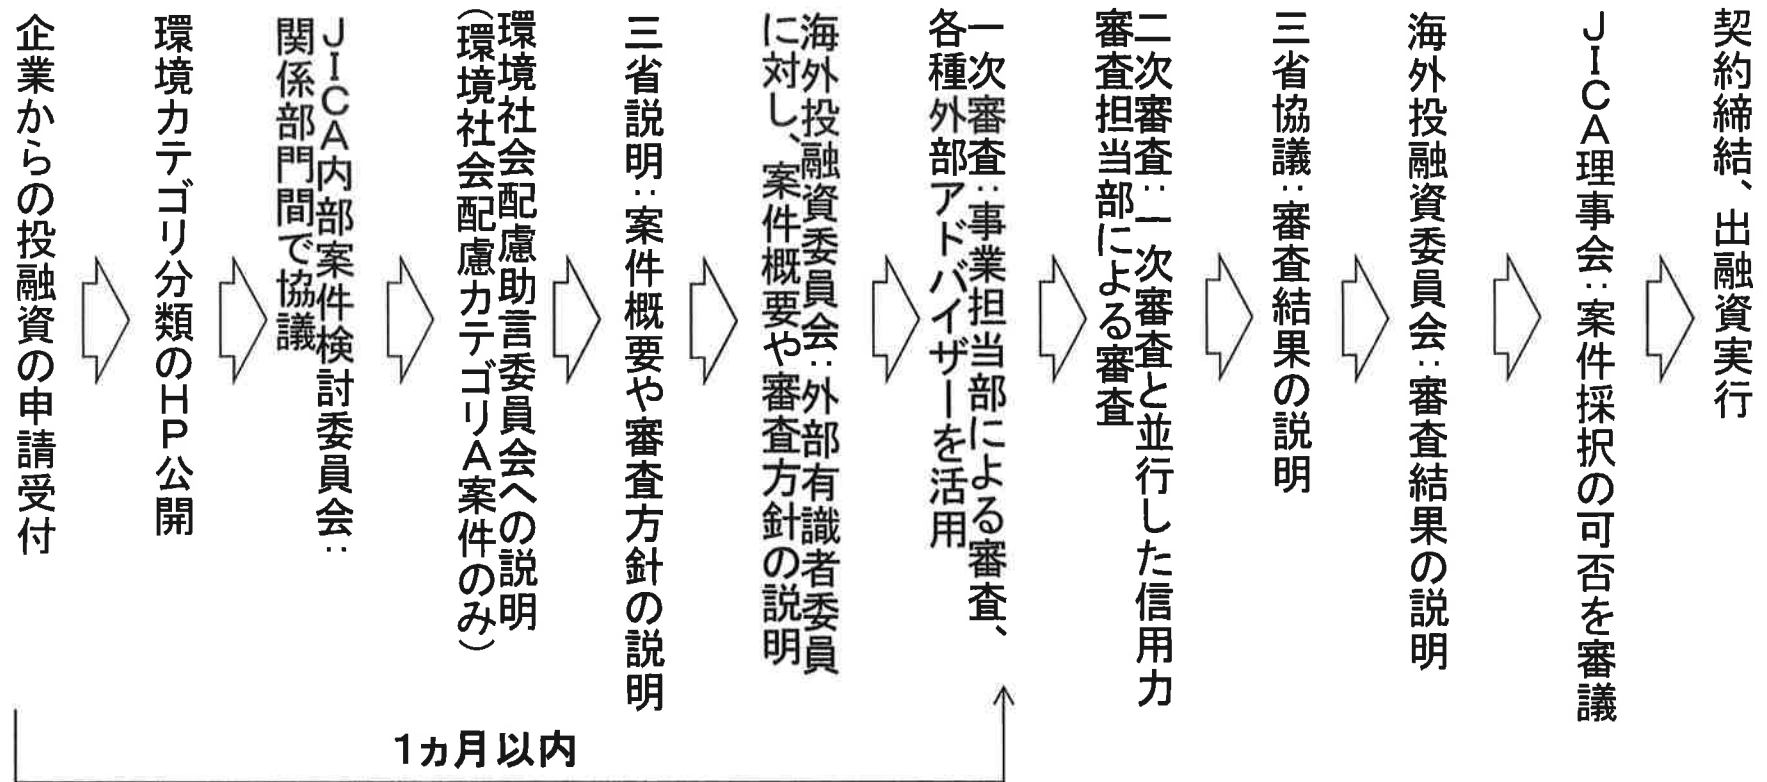 企業からの投融資の申請受付
環境カテゴリ分類のHP公開
JICA内部案件検討委員会:
関係部門間で協議
環境社会配慮助言委員会への説明
(環境社会配慮カテゴリA案件のみ)
三省説明:案件概要や審査方針の説明
海外投融資委員会:外部有識者委員
に対し、案件概要や審査方針の説明
一次審査:事業担当部による審査、
各種外部アドバイザーを活用
二次審査:一次審査と並行した信用力
審査担当部による審査
三省協議:審査結果の説明
海外投融資委員会:審査結果の説明
JICA理事会:案件採択の可否を審議
契約締結、出融資実行
1ヵ月以内